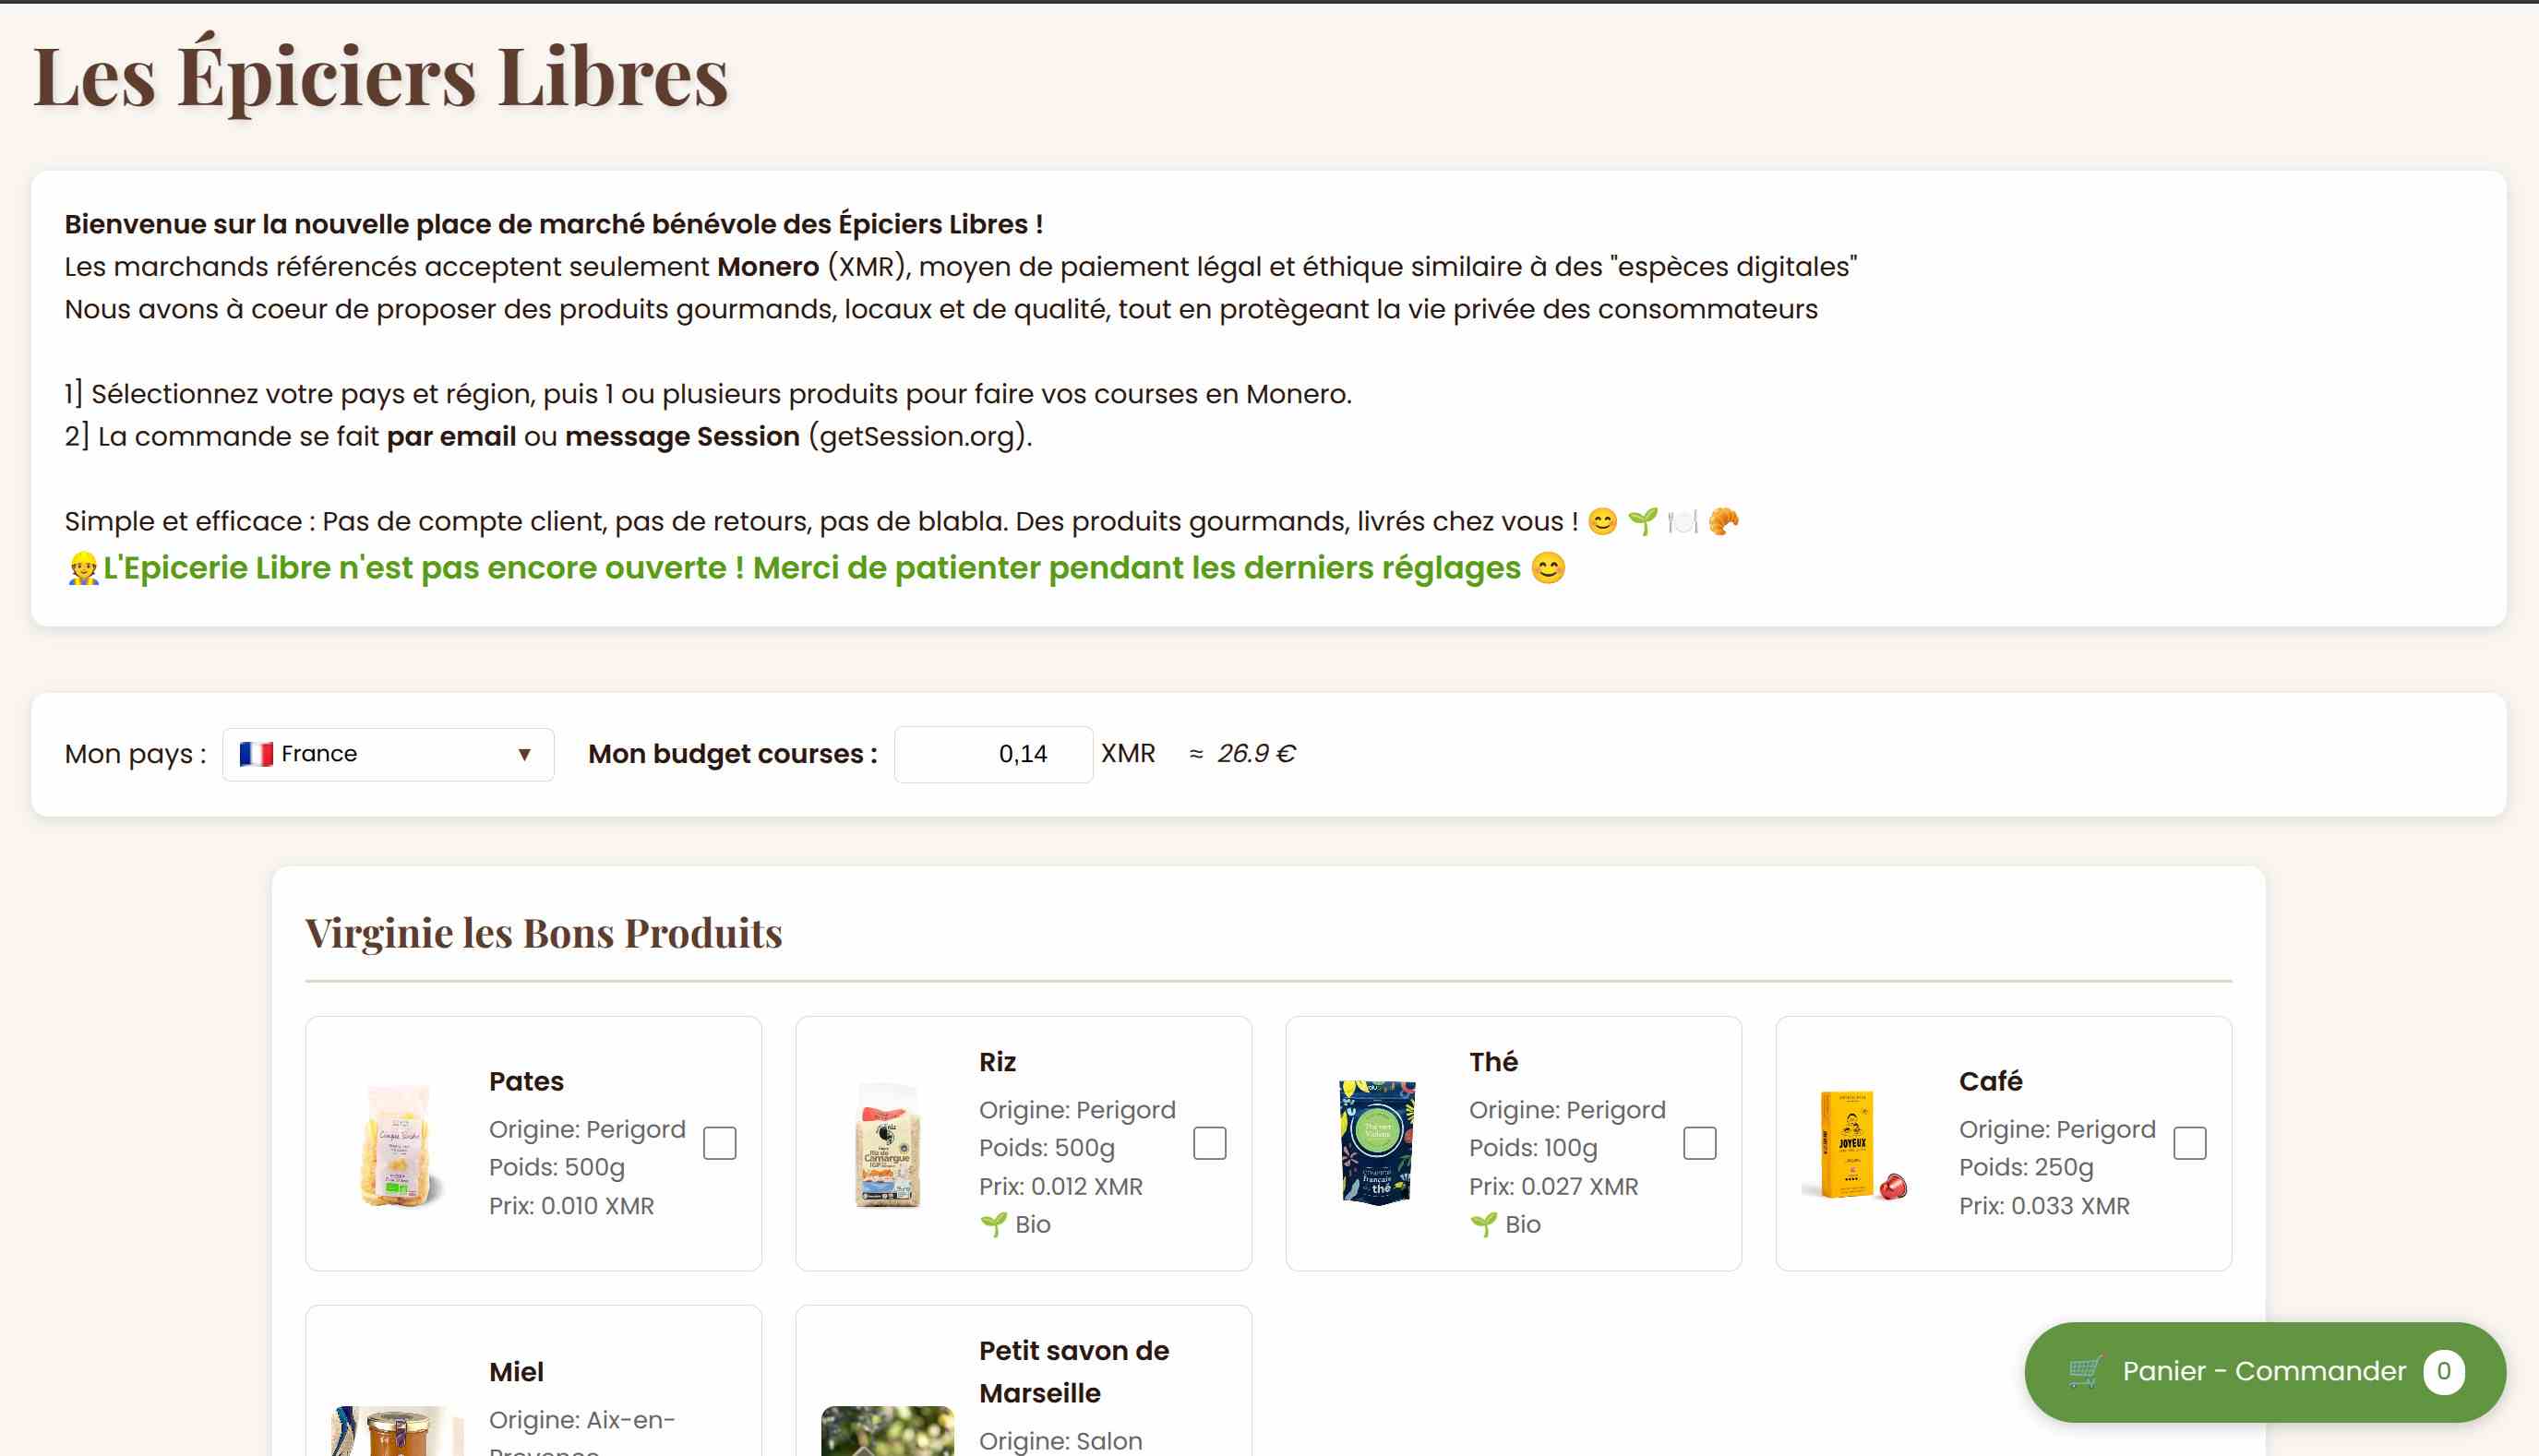 Les Épiciers Libres
Bienvenue sur la nouvelle place de marché bénévole des Épiciers Libres !
Les marchands référencés acceptent seulement Monero (XMR), moyen de paiement légal et éthique similaire à des "espèces digitales"
Nous avons à coeur de proposer des produits gourmands, locaux et de qualité, tout en protègeant la vie privée des consommateurs
1] Sélectionnez votre pays et région, puis 1 ou plusieurs produits pour faire vos courses en Monero.
2] La commande se fait par email ou message Session (getSession.org).
Simple et efficace : Pas de compte client, pas de retours, pas de blabla. Des produits gourmands, livrés chez vous ! 😊 🌱 🍽️ 🥐
👷L'Epicerie Libre n'est pas encore ouverte ! Merci de patienter pendant les derniers réglages 😊
Mon pays : 🇫🇷 France ▼ Mon budget courses : 0,14 XMR ≈ 26.9 €
Virginie les Bons Produits
Pates
Origine: Perigord
Poids: 500g
Prix: 0.010 XMR
Riz
Origine: Perigord
Poids: 500g
Prix: 0.012 XMR
🌱 Bio
Camargue
Thé
Origine: Perigord
Poids: 100g
Prix: 0.027 XMR
🌱 Bio
thé
Café
Origine: Perigord
Poids: 250g
Prix: 0.033 XMR
JOYEUX
Miel
Origine: Aix-en-
Provence
Petit savon de
Marseille
Origine: Salon
🛒 Panier - Commander 0